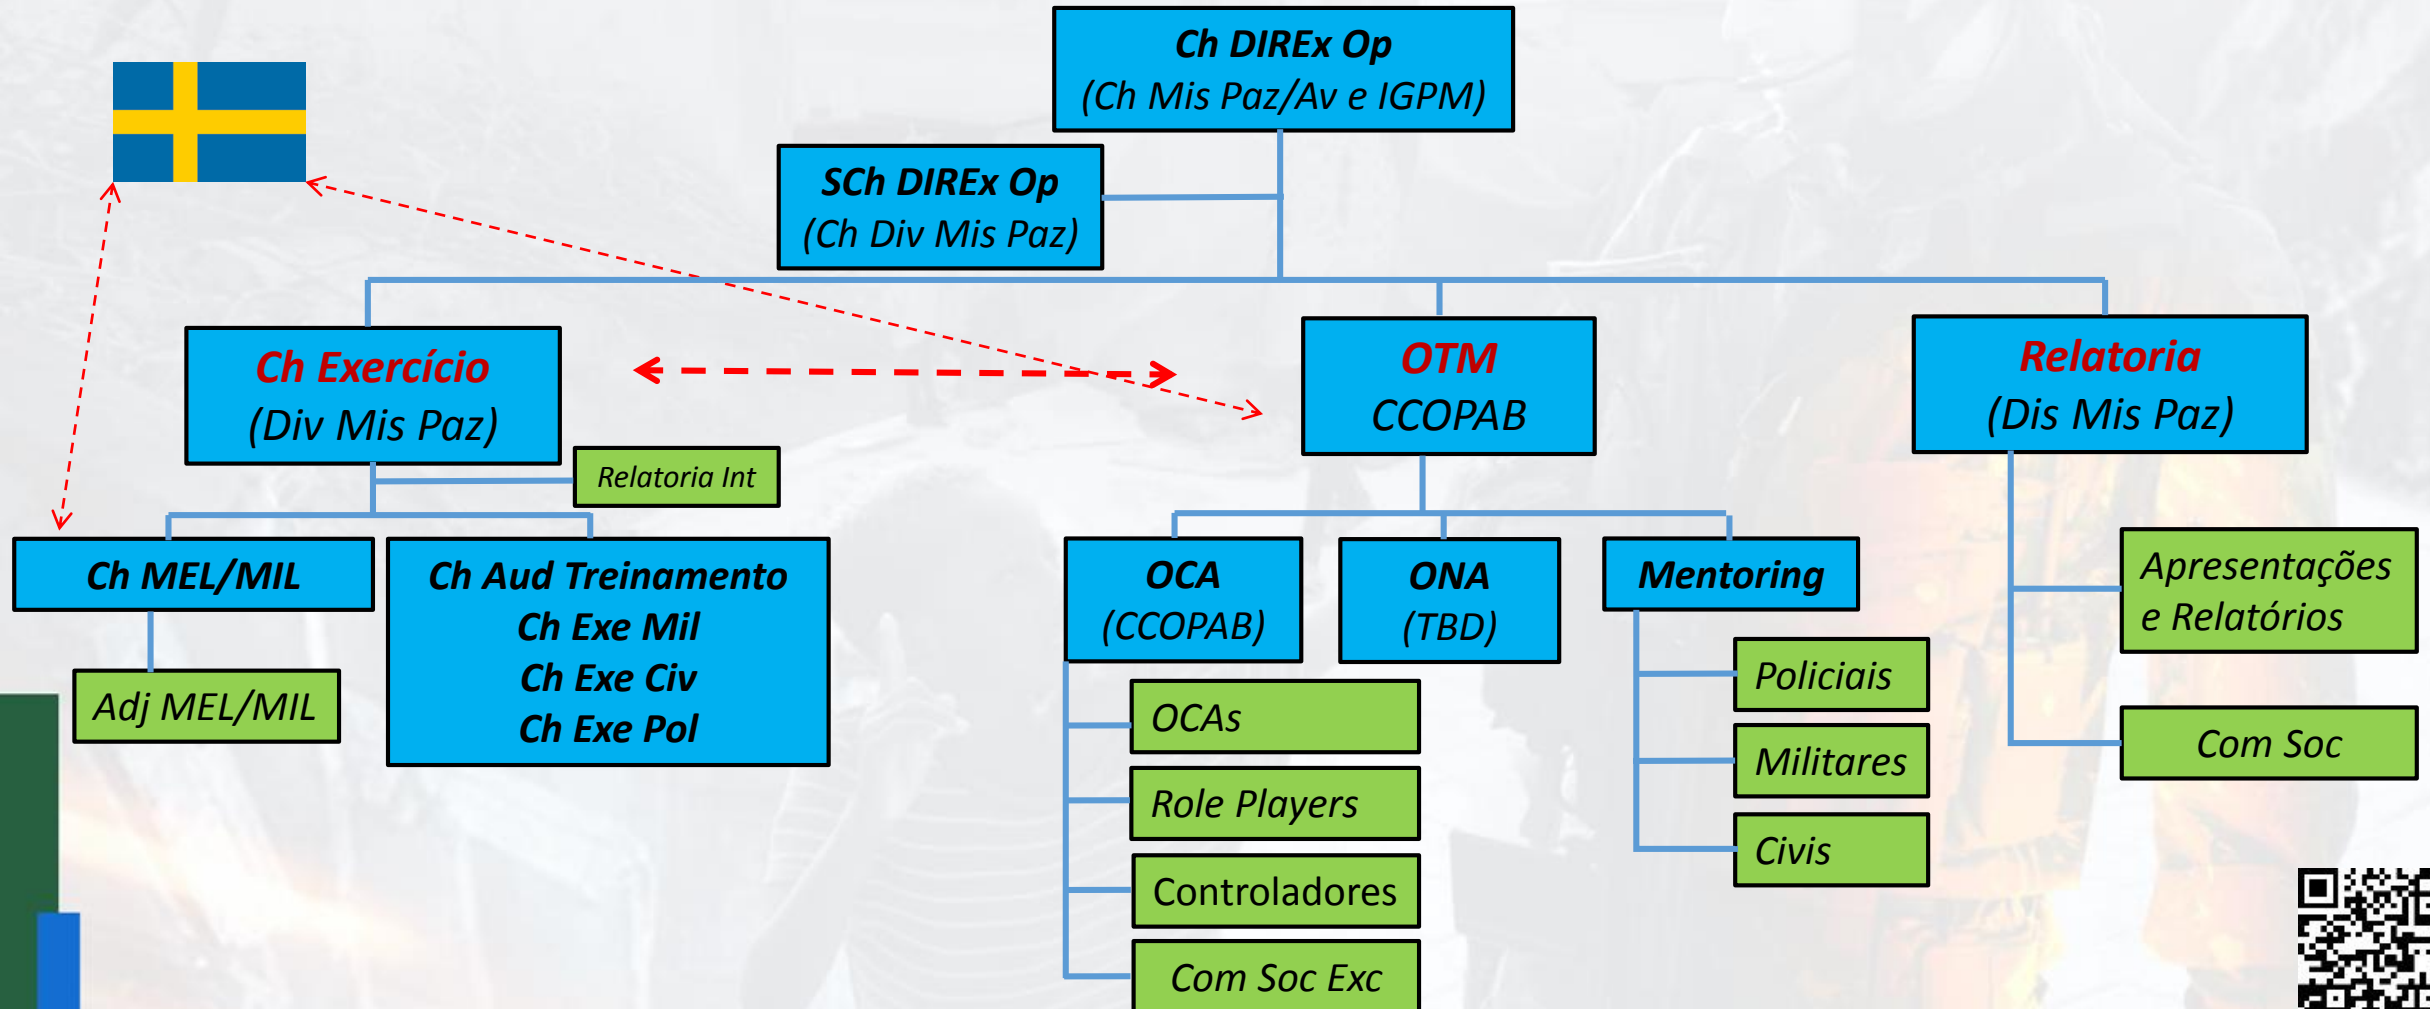 Ch DIREx Op
(Ch Mis Paz/Av e IGPM)
SCh DIREx Op
(Ch Div Mis Paz)
Ch Exercício
(Div Mis Paz)
OTM
CCOPAB
Relatoria
(Dis Mis Paz)
Relatoria Int
Ch MEL/MIL
Adj MEL/MIL
Ch Aud Treinamento
Ch Exe Mil
Ch Exe Civ
Ch Exe Pol
OCA
(CCOPAB)
OCAs
Role Players
Controladores
Com Soc Exc
ONA
(TBD)
Mentoring
Policiais
Militares
Civis
Apresentações
e Relatórios
Com Soc